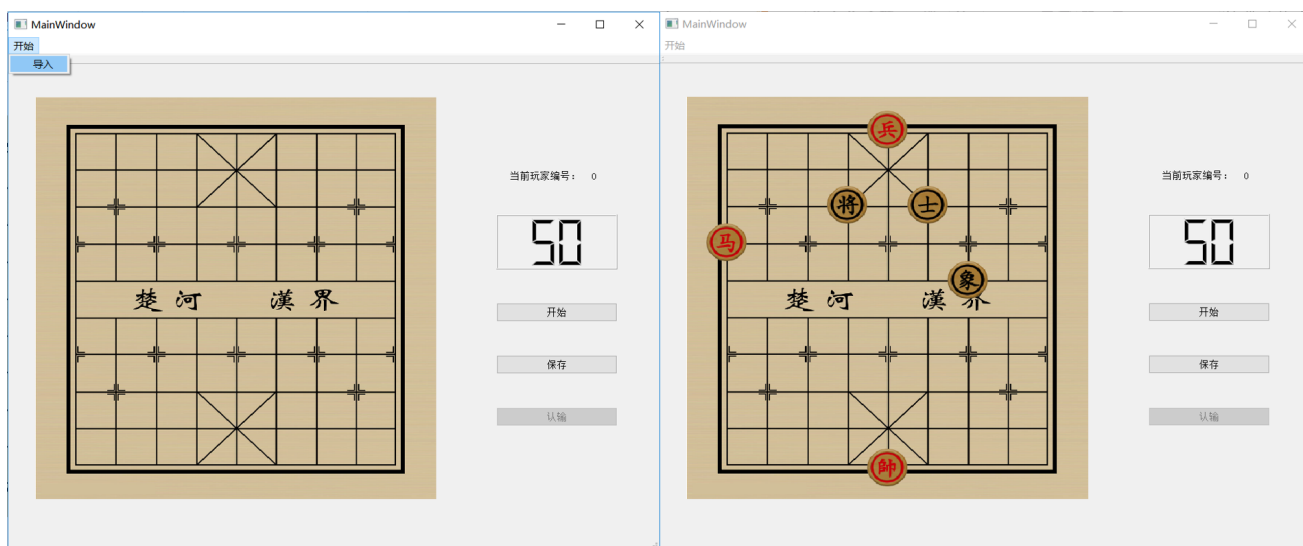 MainWindow
开始
导入
当前玩家编号： 0
50
开始
保存
认输
楚河 漢界
MainWindow
开始
兵
将 士
马
象
楚河 漢界
帥
当前玩家编号： 0
50
开始
保存
认输